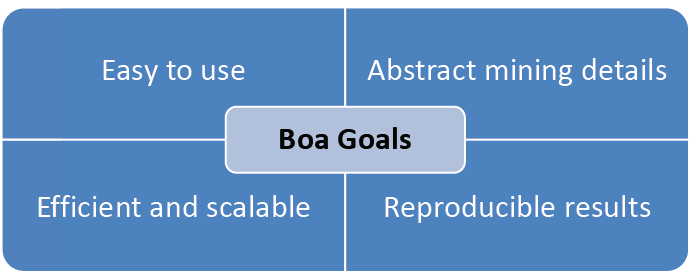 Easy to use
Abstract mining details
Boa Goals
Efficient and scalable
Reproducible results